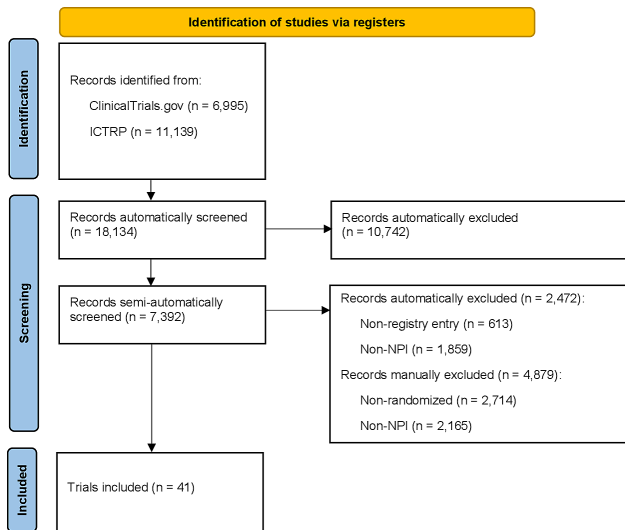 Identification of studies via registers
Identification
Records identified from:
ClinicalTrials.gov (n = 6,995)
ICTRP (n = 11,139)
Screening
Records automatically screened
(n = 18,134)
Records automatically excluded
(n = 10,742)
Records semi-automatically
screened (n = 7,392)
Records automatically excluded (n = 2,472):
Non-registry entry (n = 613)
Non-NPI (n = 1,859)
Records manually excluded (n = 4,879):
Non-randomized (n = 2,714)
Non-NPI (n = 2,165)
Included
Trials included (n = 41)